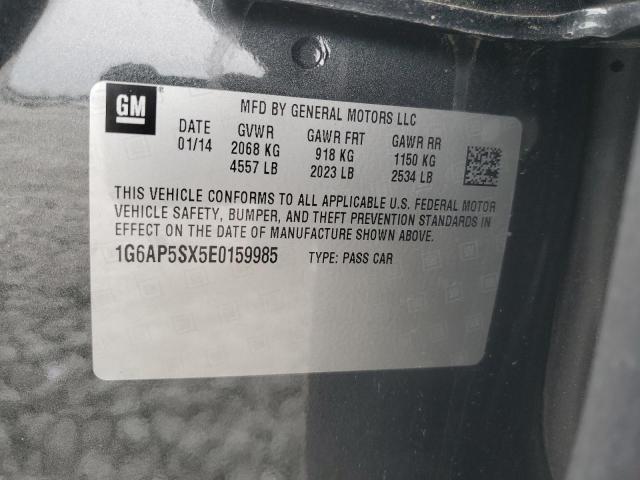 GM
®
MFD BY GENERAL MOTORS LLC
DATE GVWR GAWR FRT GAWR RR
01/14 2068 KG 918 KG 1150 KG
4557 LB 2023 LB 2534 LB
THIS VEHICLE CONFORMS TO ALL APPLICABLE U.S. FEDERAL MOTOR
VEHICLE SAFETY, BUMPER, AND THEFT PREVENTION STANDARDS IN
EFFECT ON THE DATE OF MANUFACTURE SHOWN ABOVE.
1G6AP5SX5E0159985 TYPE: PASS CAR